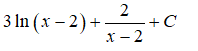 3 ln (x − 2) + 2/(x − 2) + C